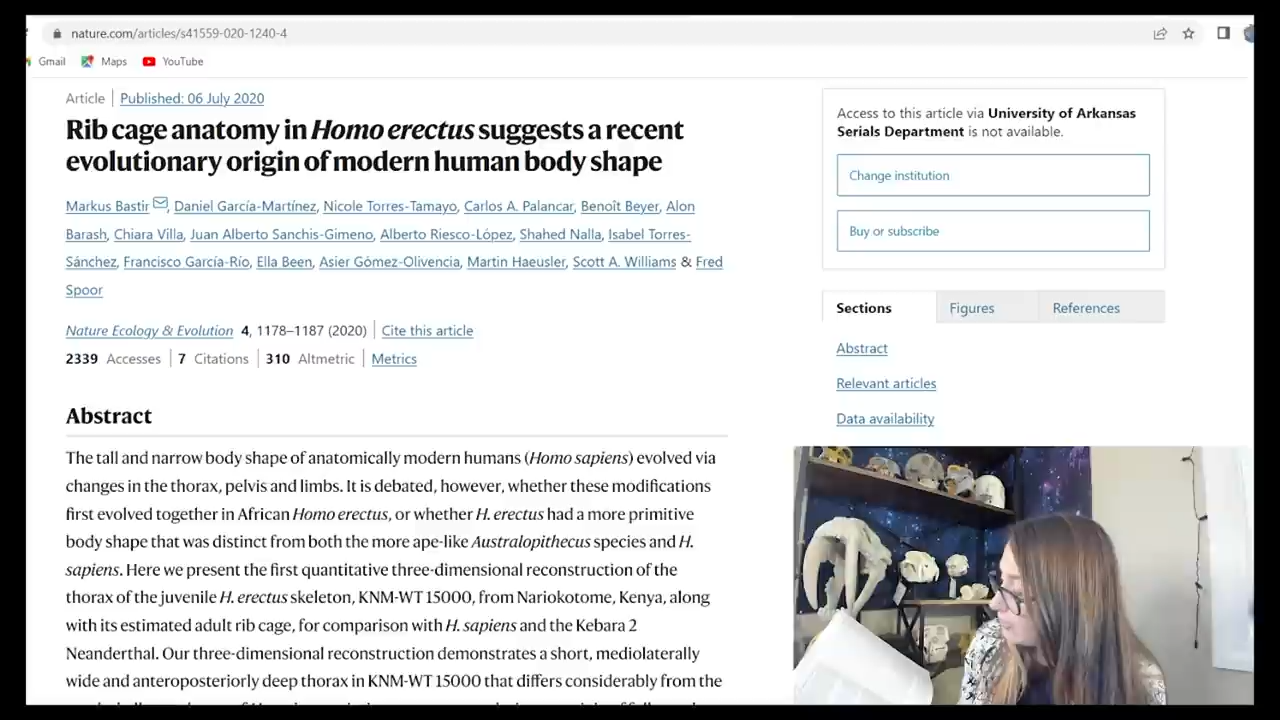 nature.com/articles/s41559-020-1240-4
Gmail Maps YouTube
Article Published: 06 July 2020
Rib cage anatomy in Homo erectus suggests a recent
evolutionary origin of modern human body shape
Markus Bastir, Daniel García-Martínez, Nicole Torres-Tamayo, Carlos A. Palancar, Benoît Beyer, Alon
Barash, Chiara Villa, Juan Alberto Sanchis-Gimeno, Alberto Riesco-López, Shahed Nalla, Isabel Torres-
Sánchez, Francisco García-Río, Ella Been, Asier Gómez-Olivencia, Martin Haeusler, Scott A. Williams & Fred
Spoor
Nature Ecology & Evolution 4, 1178–1187 (2020) Cite this article
2339 Accesses 7 Citations 310 Altmetric Metrics
Abstract
The tall and narrow body shape of anatomically modern humans (Homo sapiens) evolved via
changes in the thorax, pelvis and limbs. It is debated, however, whether these modifications
first evolved together in African Homo erectus, or whether H. erectus had a more primitive
body shape that was distinct from both the more ape-like Australopithecus species and H.
sapiens. Here we present the first quantitative three-dimensional reconstruction of the
thorax of the juvenile H. erectus skeleton, KNM-WT 15000, from Nariokotome, Kenya, along
with its estimated adult rib cage, for comparison with H. sapiens and the Kebara 2
Neanderthal. Our three-dimensional reconstruction demonstrates a short, mediolaterally
wide and anteroposteriorly deep thorax in KNM-WT 15000 that differs considerably from the
Access to this article via University of Arkansas
Serials Department is not available.
Change institution
Buy or subscribe
Sections Figures References
Abstract
Relevant articles
Data availability